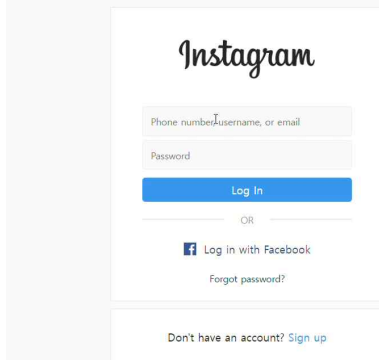 Instagram
Phone number, username, or email
Password
Log In
OR
Log in with Facebook
Forgot password?
Don't have an account? Sign up